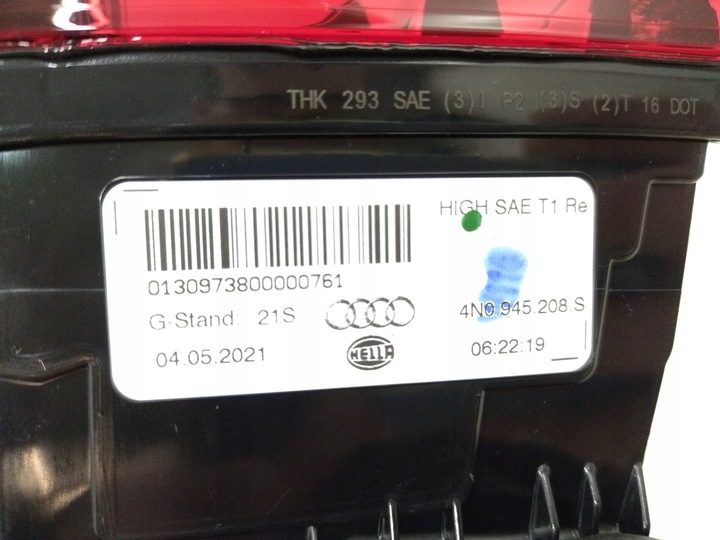 THK 293 SAE (3)I P2 (3)S (2)T 16 DOT
HIGH SAE T1 Re
01309738000000761
G-Stand: 21S
4N0.945.208.S
04.05.2021
HELLA
06:22:19